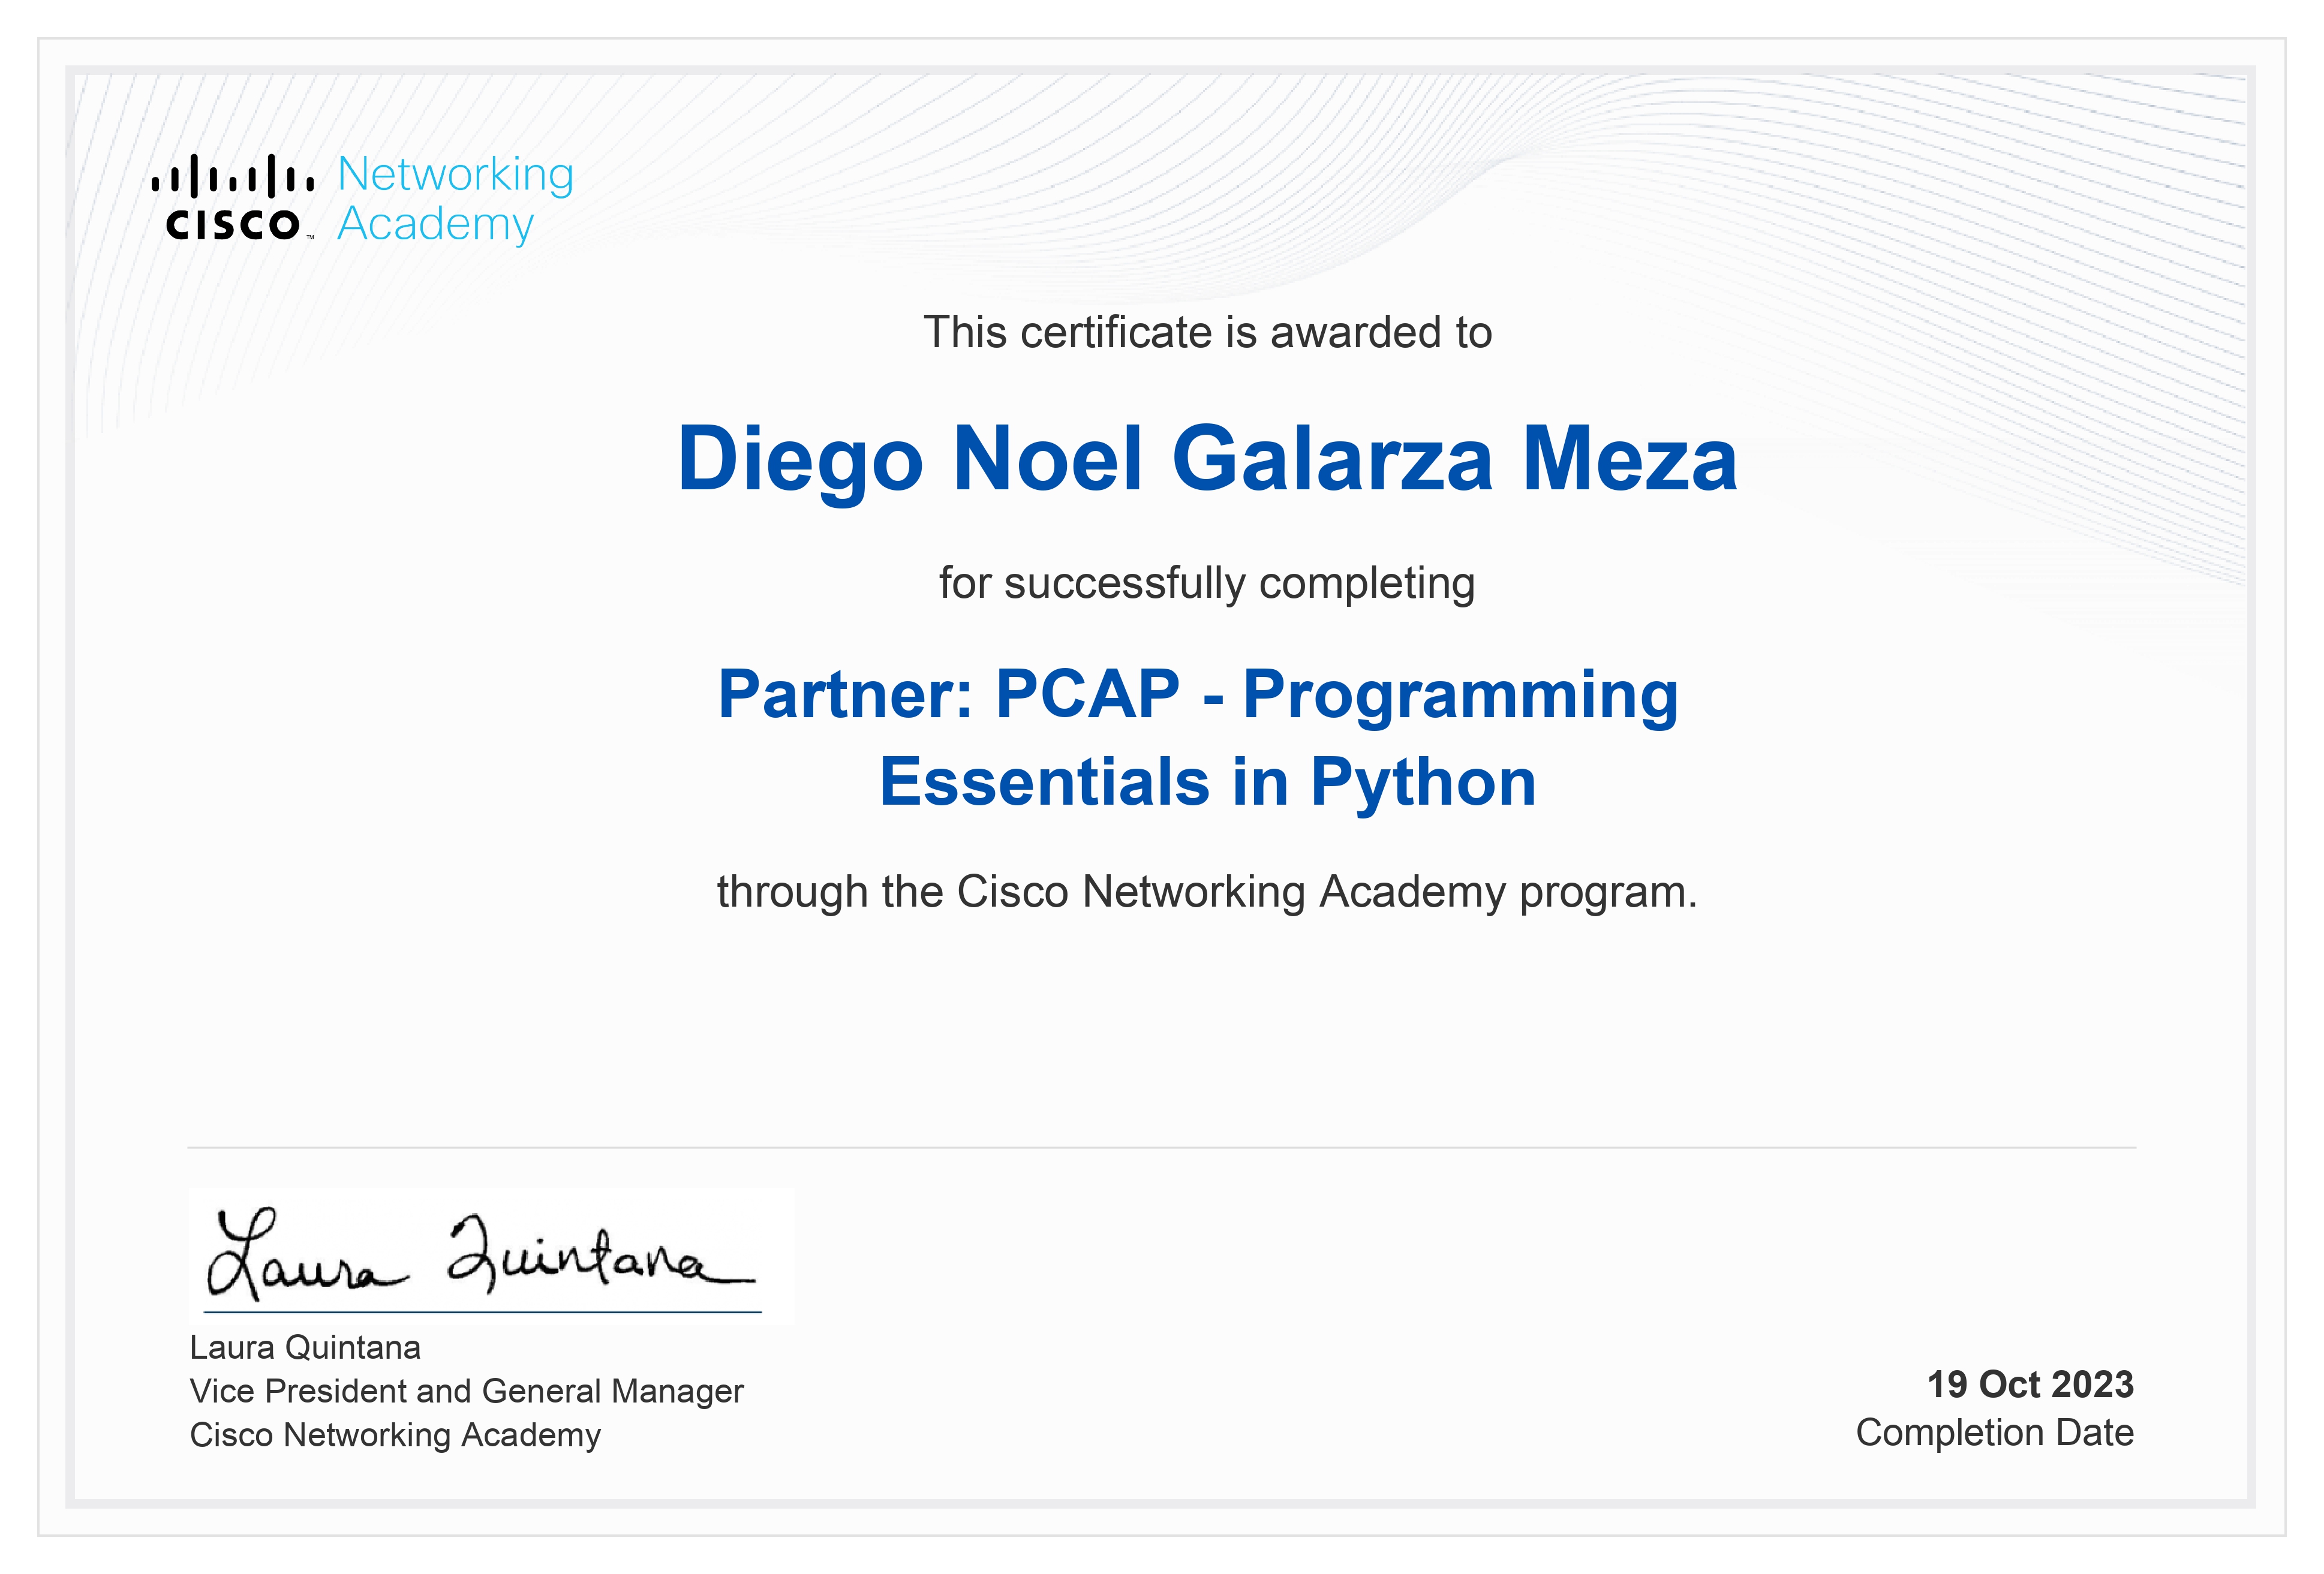 CISCO™
Networking
Academy
This certificate is awarded to
Diego Noel Galarza Meza
for successfully completing
Partner: PCAP - Programming
Essentials in Python
through the Cisco Networking Academy program.
Laura Quintana
Laura Quintana
Vice President and General Manager
Cisco Networking Academy
19 Oct 2023
Completion Date